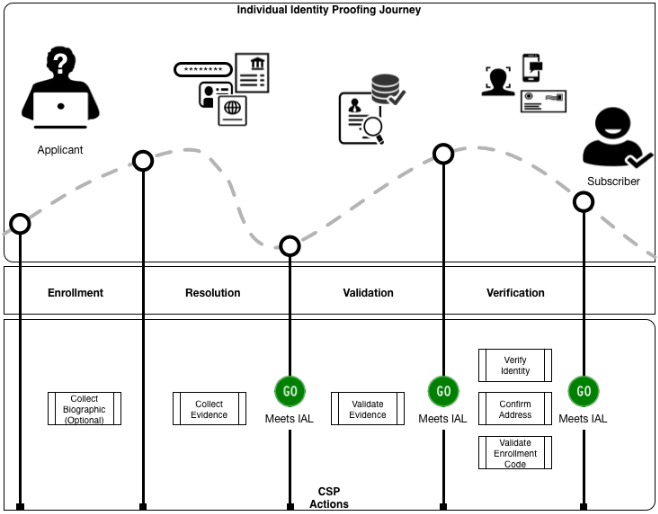 Individual Identity Proofing Journey
?
********
Applicant
Subscriber
Enrollment
Resolution
Validation
Verification
Collect
Biographic
(Optional)
Collect
Evidence
GO
Meets IAL
Validate
Evidence
GO
Meets IAL
Verify
Identity
Confirm
Address
Validate
Enrollment
Code
GO
Meets IAL
CSP
Actions